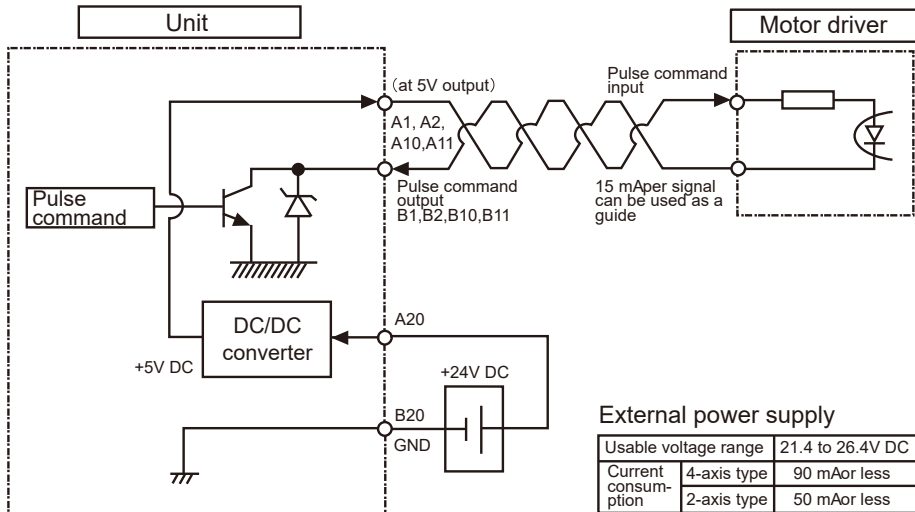 Unit
Motor driver
(at 5V output)
A1, A2,
A10,A11
Pulse command
input
Pulse
command
Pulse command
output
B1,B2,B10,B11
15 mAper signal
can be used as a
guide
DC/DC
converter
+5V DC
A20
+24V DC
B20
GND
External power supply
Usable voltage range 21.4 to 26.4V DC
Current
consum-
ption
4-axis type 90 mAor less
2-axis type 50 mAor less